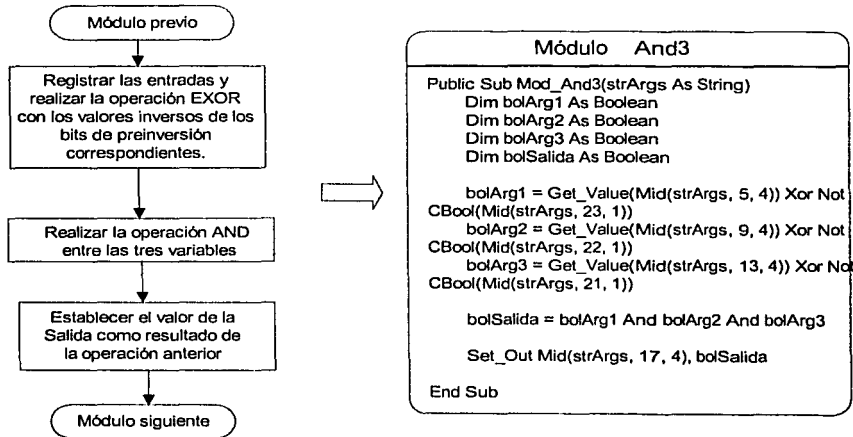 Módulo previo
Registrar las entradas y
realizar la operación EXOR
con los valores inversos de los
bits de preinversión
correspondientes.
Realizar la operación AND
entre las tres variables
Establecer el valor de la
Salida como resultado de
la operación anterior
Módulo siguiente
Módulo And3
Public Sub Mod_And3(strArgs As String)
Dim bolArg1 As Boolean
Dim bolArg2 As Boolean
Dim bolArg3 As Boolean
Dim bolSalida As Boolean
bolArg1 = Get_Value(Mid(strArgs, 5, 4)) Xor Not
CBool(Mid(strArgs, 23, 1))
bolArg2 = Get_Value(Mid(strArgs, 9, 4)) Xor Not
CBool(Mid(strArgs, 22, 1))
bolArg3 = Get_Value(Mid(strArgs, 13, 4)) Xor Not
CBool(Mid(strArgs, 21, 1))
bolSalida = bolArg1 And bolArg2 And bolArg3
Set_Out Mid(strArgs, 17, 4), bolSalida
End Sub